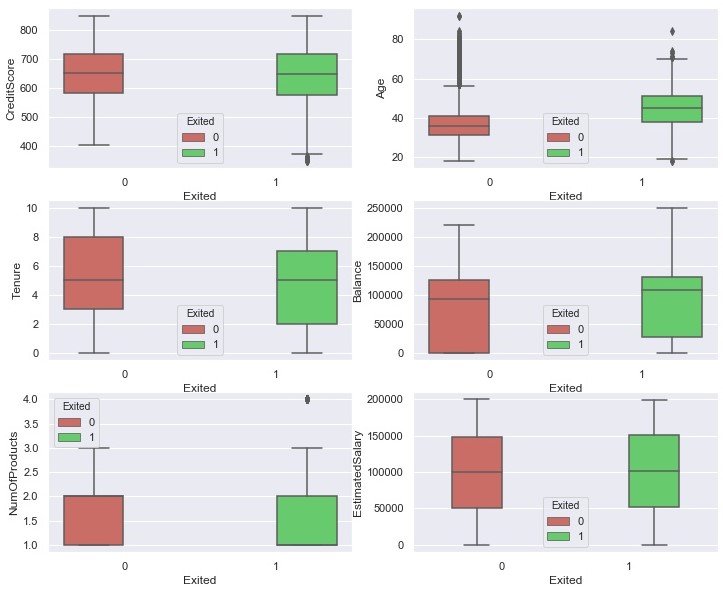 CreditScore
800
700
600
500
400
Exited
0
1
0 1
Exited
Age
80
60
40
20
Exited
0
1
0 1
Exited
Tenure
10
8
6
4
2
0
Exited
0
1
0 1
Exited
Balance
250000
200000
150000
100000
50000
0
Exited
0
1
0 1
Exited
NumOfProducts
4.0
3.5
3.0
2.5
2.0
1.5
1.0
Exited
0
1
0 1
Exited
EstimatedSalary
200000
150000
100000
50000
0
Exited
0
1
0 1
Exited